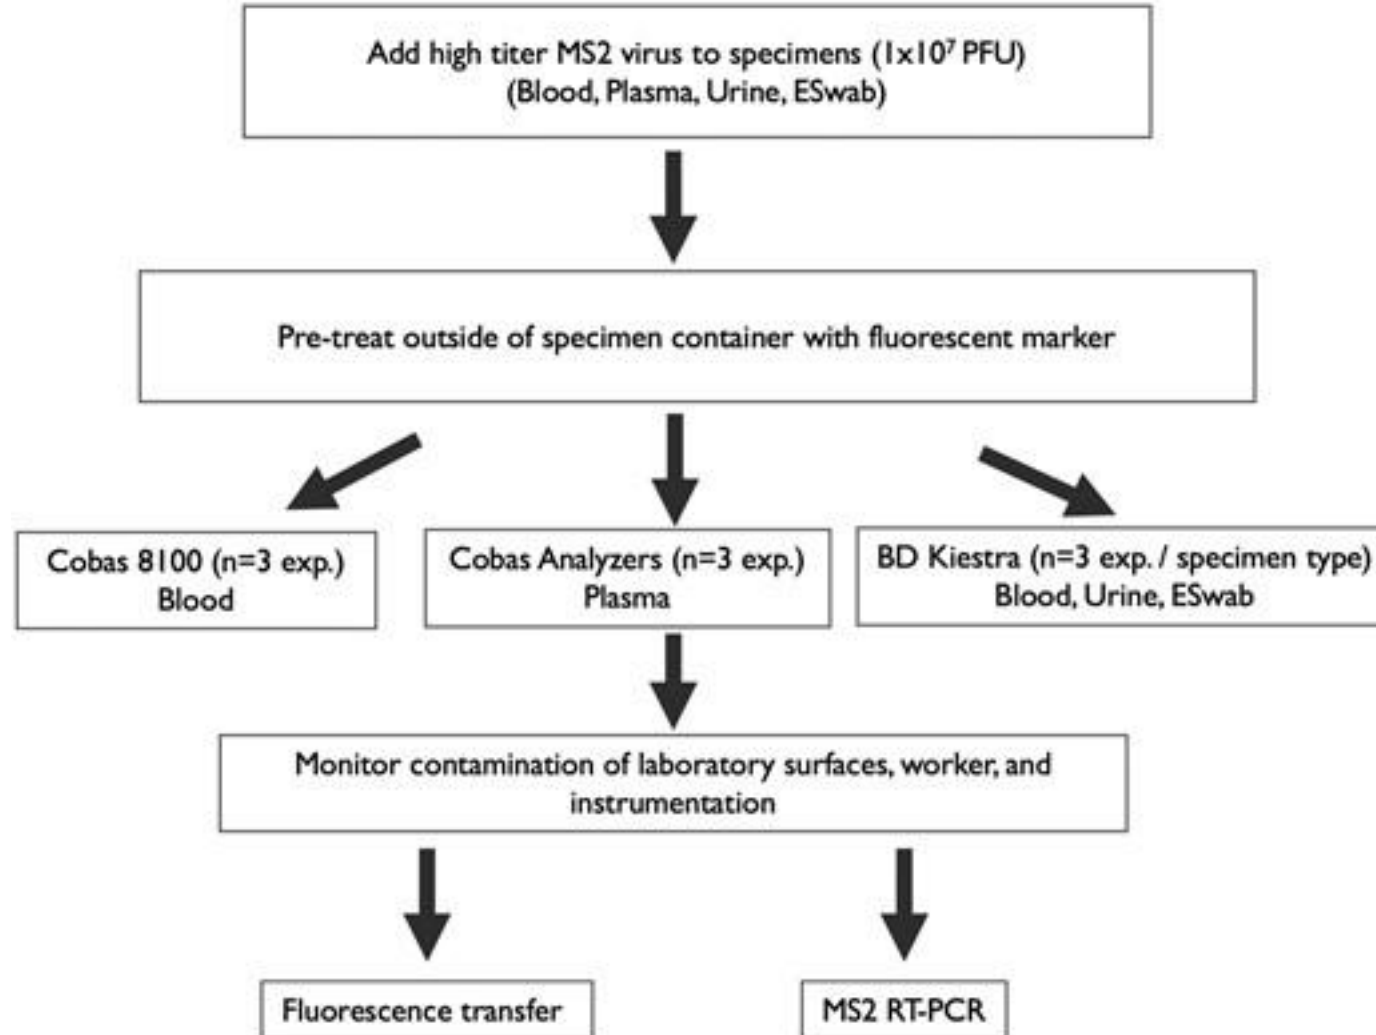 Add high titer MS2 virus to specimens (1x10⁷ PFU)
(Blood, Plasma, Urine, ESwab)
Pre-treat outside of specimen container with fluorescent marker
Cobas 8100 (n=3 exp.)
Blood
Cobas Analyzers (n=3 exp.)
Plasma
BD Kiestra (n=3 exp. / specimen type)
Blood, Urine, ESwab
Monitor contamination of laboratory surfaces, worker, and
instrumentation
Fluorescence transfer
MS2 RT-PCR